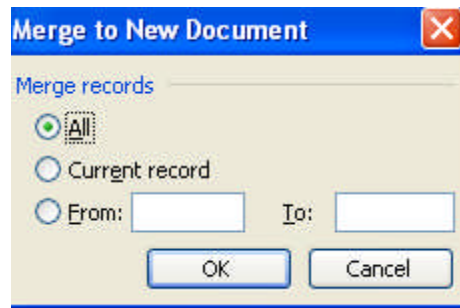 Merge to New Document
Merge records
All
Current record
From: To:
OK Cancel